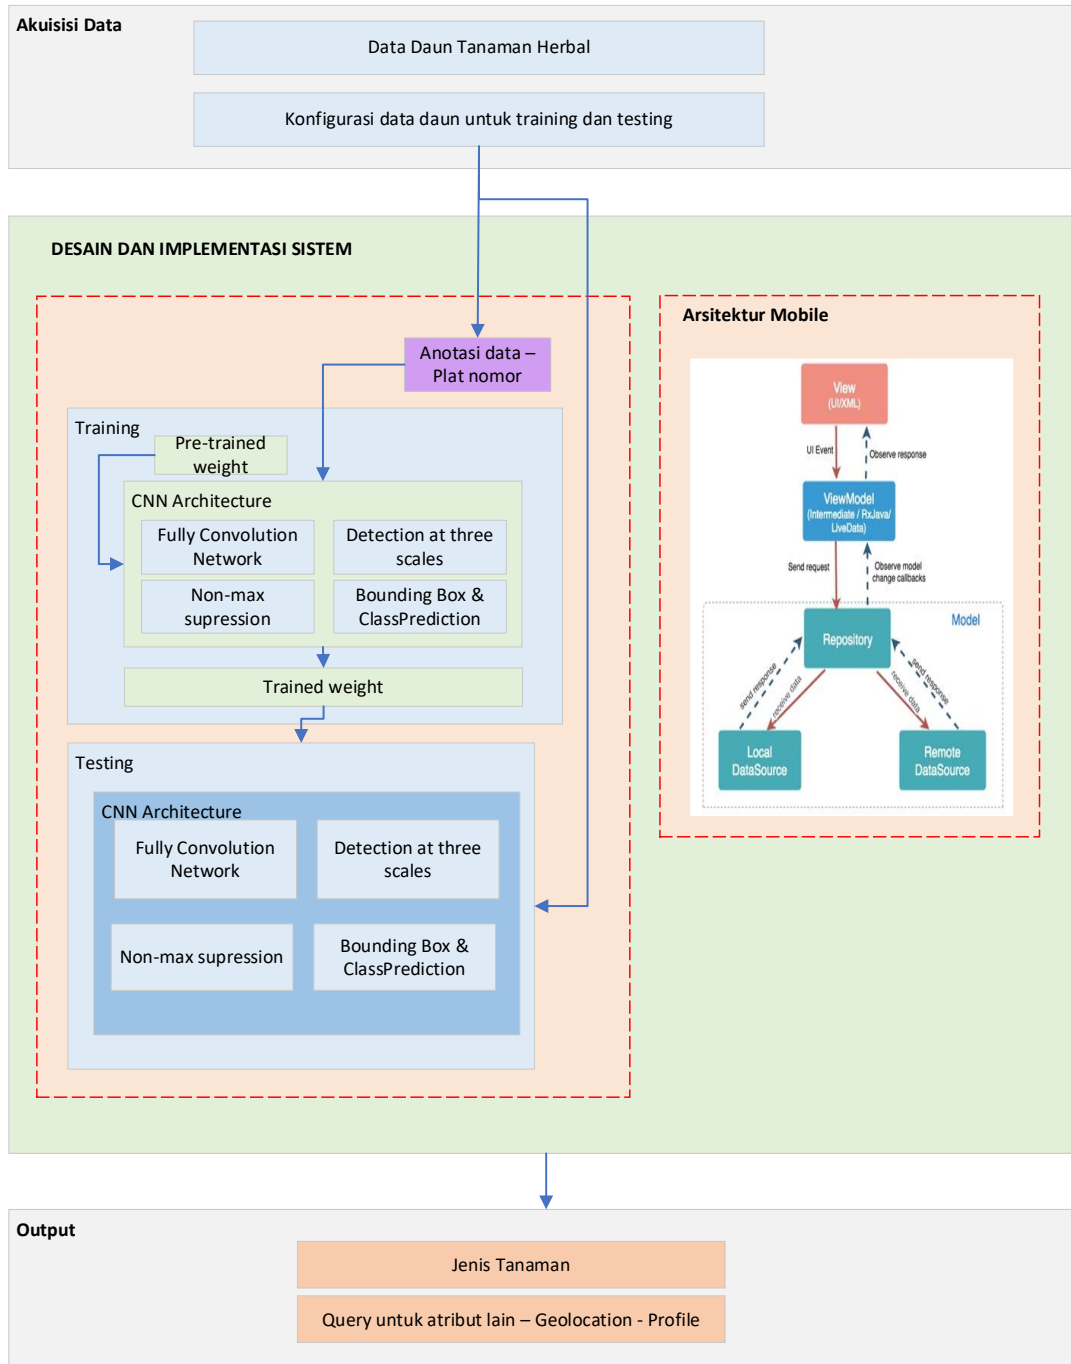 Akuisisi Data
Data Daun Tanaman Herbal
Konfigurasi data daun untuk training dan testing
DESAIN DAN IMPLEMENTASI SISTEM
Anotasi data –
Plat nomor
Training
Pre-trained
weight
CNN Architecture
Fully Convolution
Network
Detection at three
scales
Non-max
supression
Bounding Box &
ClassPrediction
Trained weight
Testing
CNN Architecture
Fully Convolution
Network
Detection at three
scales
Non-max supression
Bounding Box &
ClassPrediction
Arsitektur Mobile
View
(UI/XML)
UI Event
Observe response
ViewModel
(Intermediate / RxJava/
LiveData)
Send request
Observe model
change callbacks
Model
Repository
send response
receive data
receive data
send response
Local
DataSource
Remote
DataSource
Output
Jenis Tanaman
Query untuk atribut lain – Geolocation - Profile